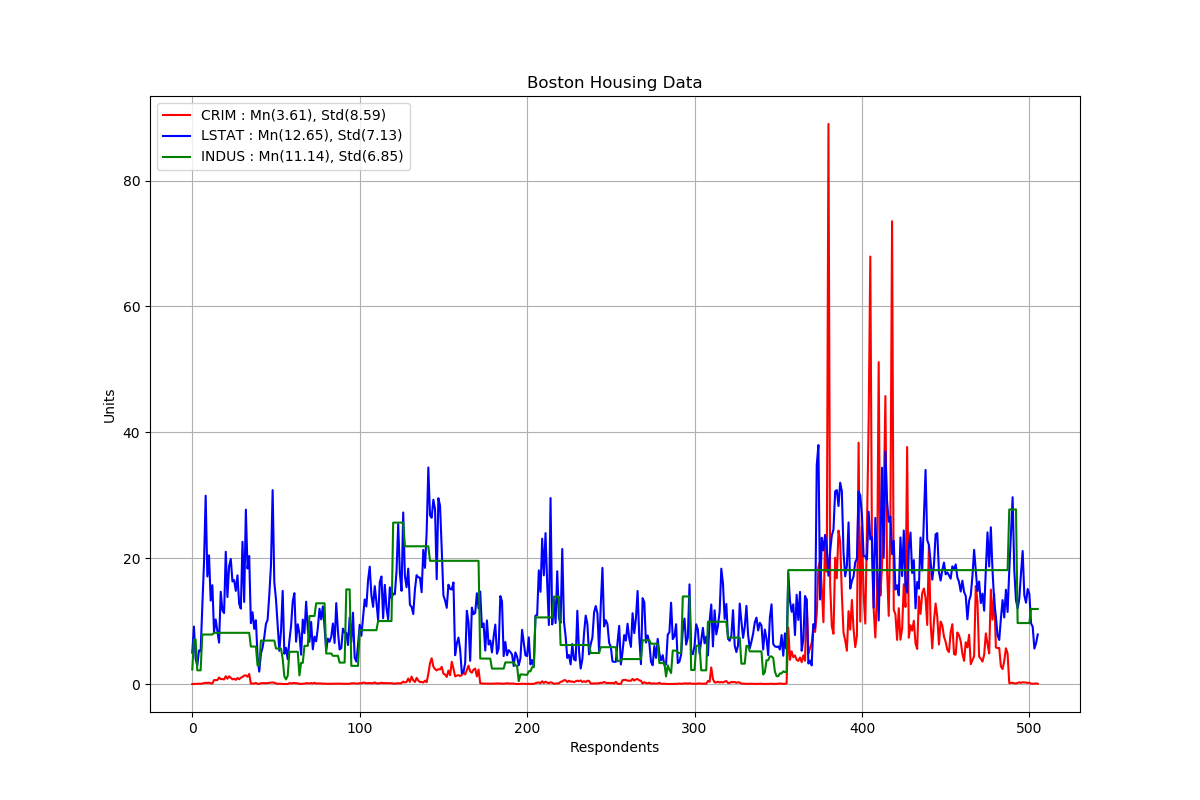 Boston Housing Data
CRIM : Mn(3.61), Std(8.59)
LSTAT : Mn(12.65), Std(7.13)
INDUS : Mn(11.14), Std(6.85)
80
60
40
20
0
Units
0 100 200 300 400 500
Respondents